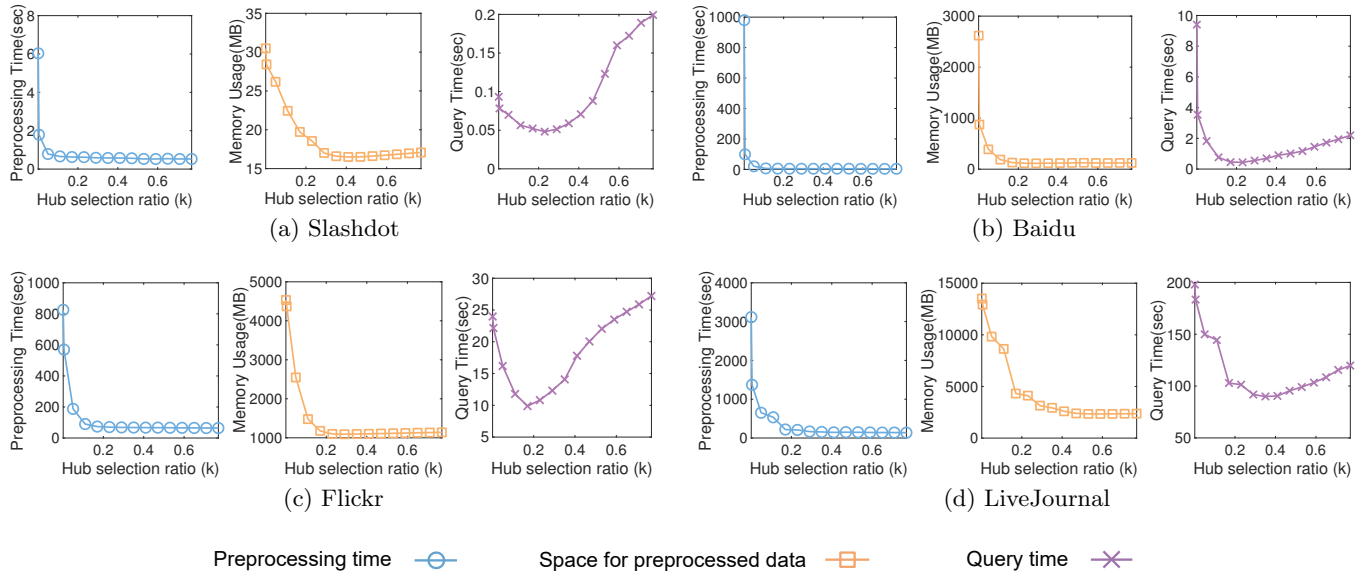 Preprocessing Time(sec)
8
6
4
2
0
0.2 0.4 0.6
Hub selection ratio (k)
Memory Usage(MB)
35
30
25
20
15
0.2 0.4 0.6
Hub selection ratio (k)
Query Time(sec)
0.2
0.15
0.1
0.05
0
0.2 0.4 0.6
Hub selection ratio (k)
(a) Slashdot
Preprocessing Time(sec)
1000
800
600
400
200
0
0.2 0.4 0.6
Hub selection ratio (k)
Memory Usage(MB)
3000
2000
1000
0
0.2 0.4 0.6
Hub selection ratio (k)
Query Time(sec)
10
8
6
4
2
0
0.2 0.4 0.6
Hub selection ratio (k)
(b) Baidu
Preprocessing Time(sec)
1000
800
600
400
200
0
0.2 0.4 0.6
Hub selection ratio (k)
Memory Usage(MB)
5000
4000
3000
2000
1000
0.2 0.4 0.6
Hub selection ratio (k)
Query Time(sec)
30
25
20
15
10
5
0.2 0.4 0.6
Hub selection ratio (k)
(c) Flickr
Preprocessing Time(sec)
4000
3000
2000
1000
0
0.2 0.4 0.6
Hub selection ratio (k)
Memory Usage(MB)
15000
10000
5000
0
0.2 0.4 0.6
Hub selection ratio (k)
Query Time(sec)
200
150
100
50
0.2 0.4 0.6
Hub selection ratio (k)
(d) LiveJournal
Preprocessing time
Space for preprocessed data
Query time